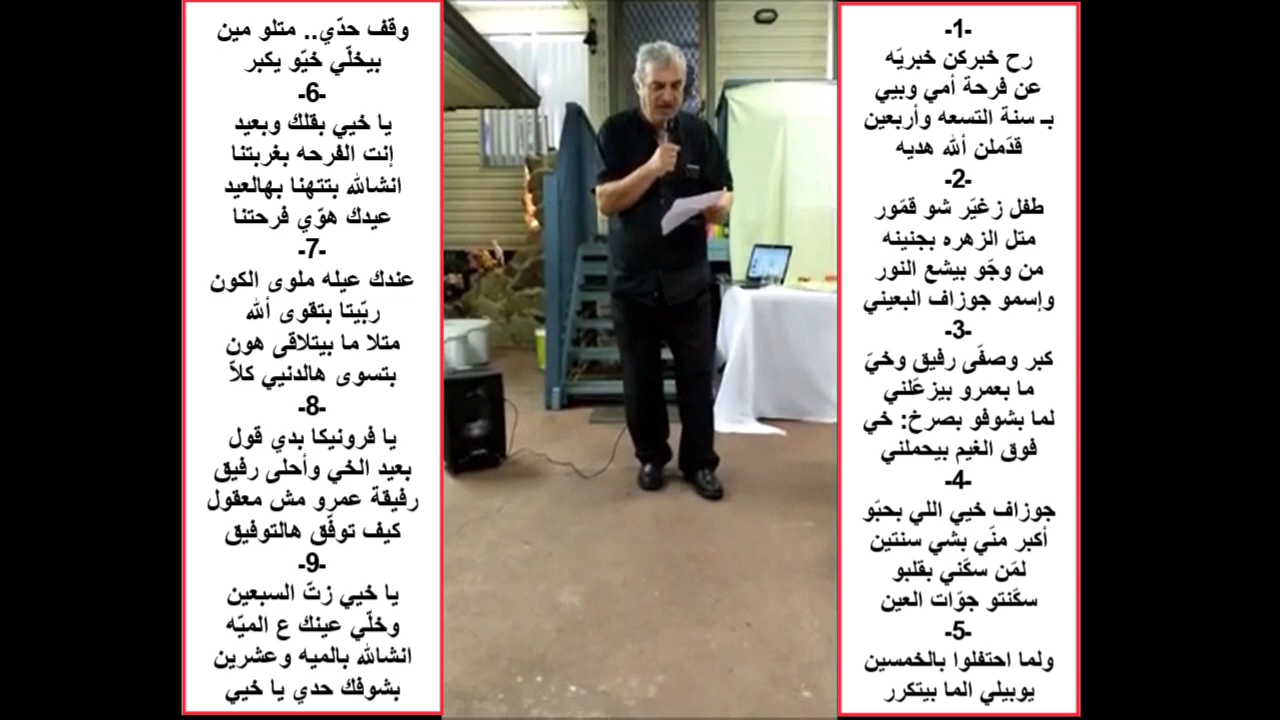 -1-
رح خبركن خبريّه
عن فرحة أمي وبيي
بـ سنة التسعه وأربعين
قدّملن ألله هديه
-2-
طفل زغيّر شو قمّور
متل الزهره بجنينه
من وجّو بيشع النور
وإسمو جوزاف البعيني
-3-
كبر وصفّى رفيق وخيّ
ما بعمرو بيزعّلني
لما بشوفو بصرخ: خي
فوق الغيم بيحملني
-4-
جوزاف خيي اللي بحبّو
أكبر منّي بشي سنتين
لمّن سكّني بقلبو
سكّنتو جوّات العين
-5-
ولما احتفلوا بالخمسين
يوبيلي الما بيتكرر
وقف حدّي.. متلو مين
بيخلّي خيّو يكبر
-6-
يا خيي بقلك وبعيد
إنت الفرحه بغربتنا
انشالله بتتهنا بهالعيد
عيدك هوّي فرحتنا
-7-
عندك عيله ملوى الكون
ربّيتا بتقوى ألله
متلا ما بيتلاقى هون
بتسوى هالدنيي كلاّ
-8-
يا فرونيكا بدي قول
بعيد الخي وأحلى رفيق
رفيقة عمرو مش معقول
كيف توفّق هالتوفيق
-9-
يا خيي زتّ السبعين
وخلّي عينك ع الميّه
انشالله بالميه وعشرين
بشوفك حدي يا خيي